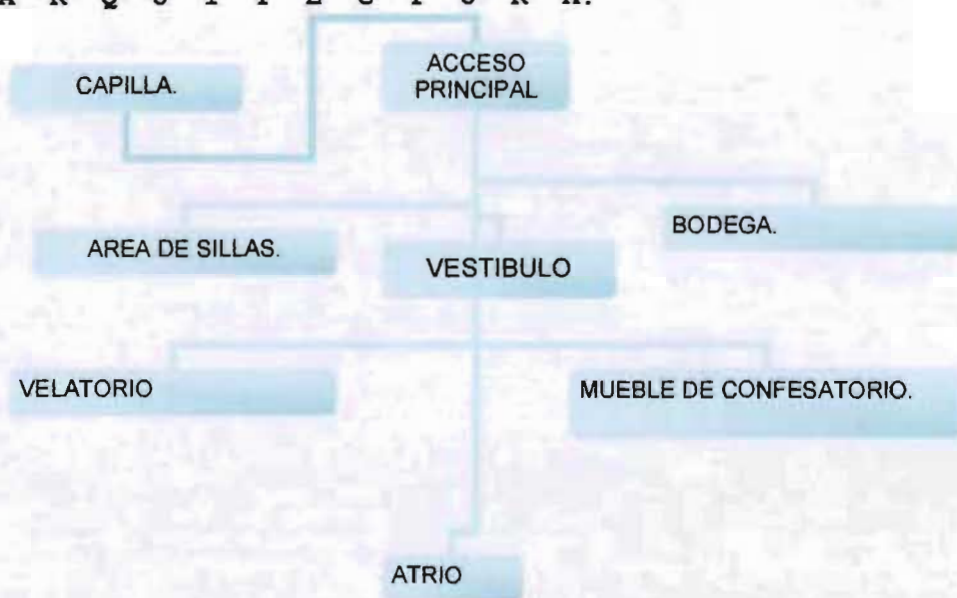 CAPILLA.
ACCESO
PRINCIPAL
AREA DE SILLAS.
BODEGA.
VESTIBULO
VELATORIO
MUEBLE DE CONFESATORIO.
ATRIO